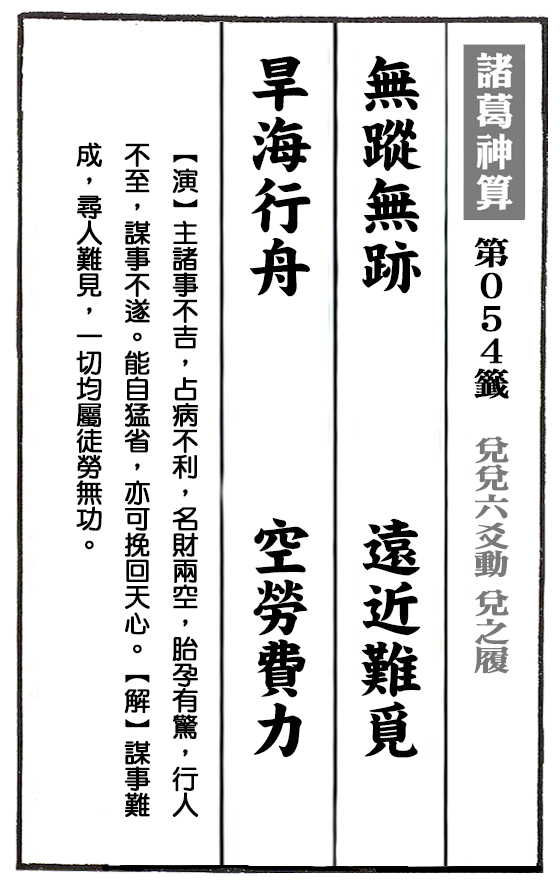 諸葛神算 第０５４籤 兌兌六爻動 兌之履
無蹤無跡 遠近難覓
旱海行舟 空勞費力
【演】主諸事不吉，占病不利，名財兩空，胎孕有驚，行人
不至，謀事不遂。能自猛省，亦可挽回天心。【解】謀事難
成，尋人難見，一切均屬徒勞無功。